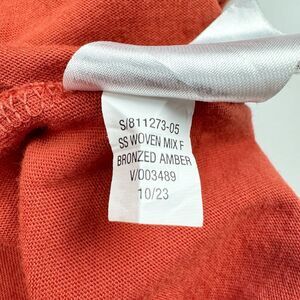 S/811273-05
SS WOVEN MIX F
BRONZED AMBER
V/003489
10/23